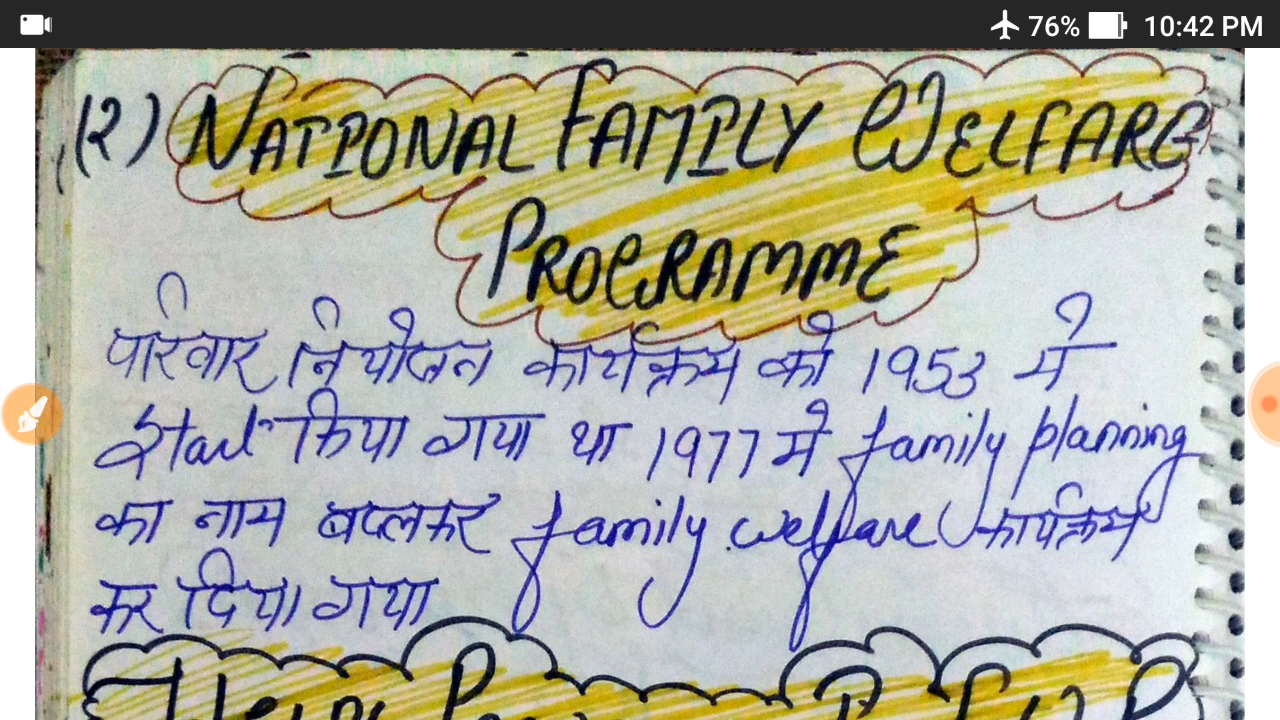 76% 10:42 PM
(2) NATIONAL FAMILY WELFARE
PROGRAMME
परिवार नियोजन कार्यक्रम को 1953 मे
Start किया गया था 1977 मे family planning
का नाम बदलकर family welfare कार्यक्रम
कर दिया गया